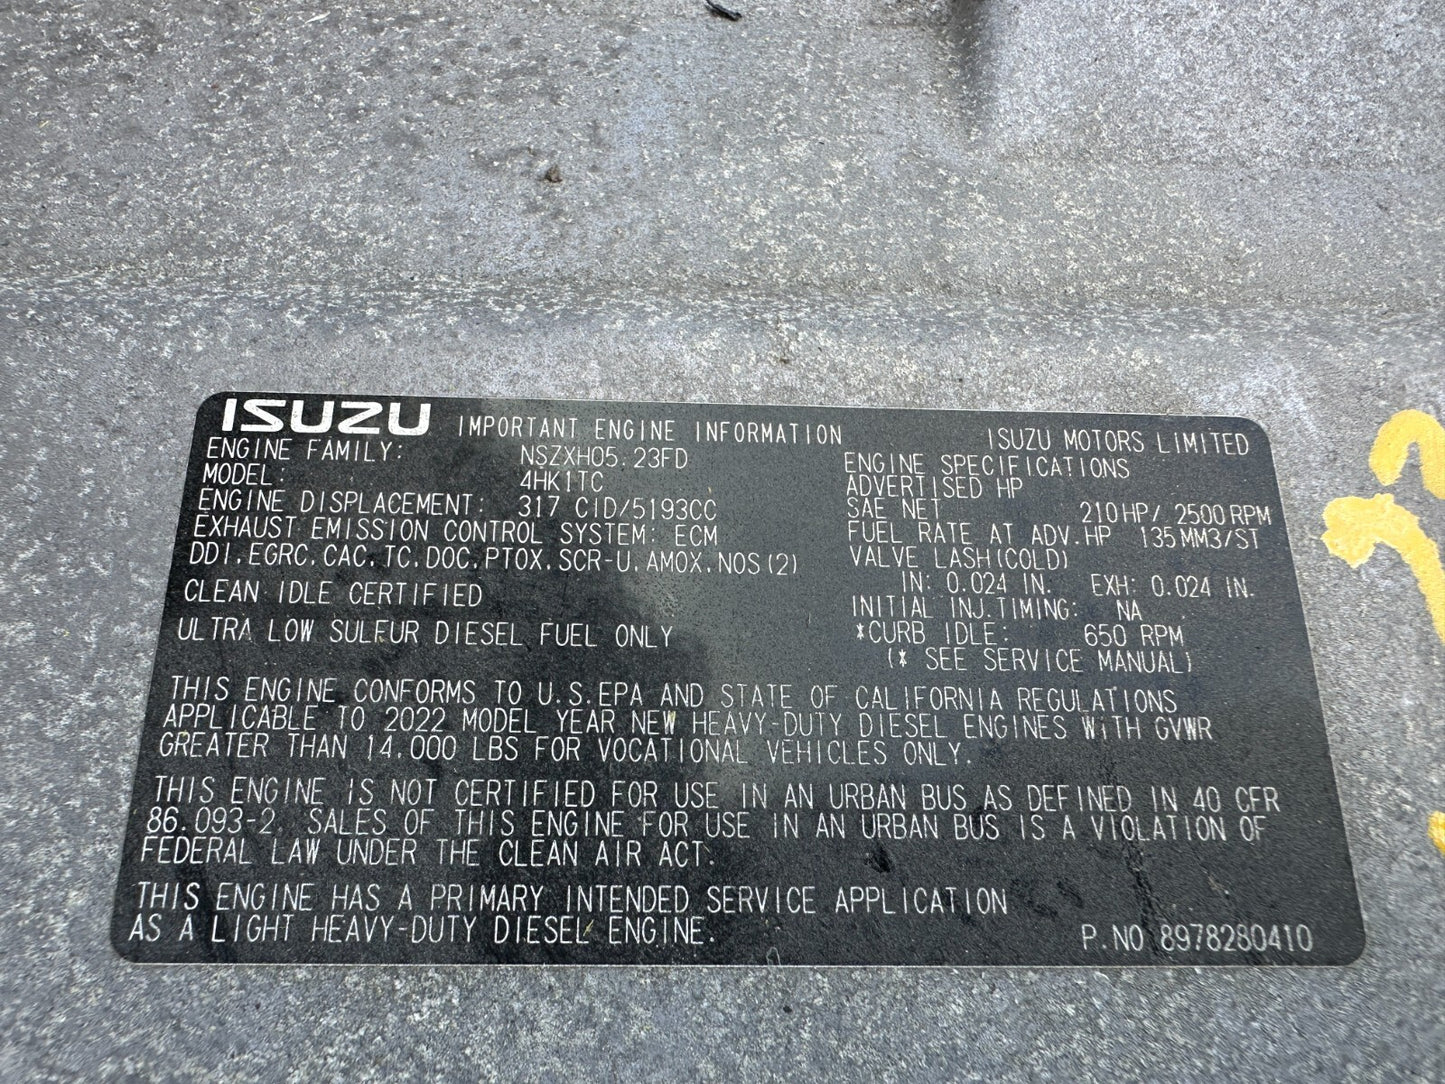 ISUZU IMPORTANT ENGINE INFORMATION ISUZU MOTORS LIMITED
ENGINE FAMILY: NSZXH05.23FD
MODEL: 4HK1TC
ENGINE DISPLACEMENT: 317 CID/5193CC
EXHAUST EMISSION CONTROL SYSTEM: ECM
DDI.EGRC.CAC.TC.DOC.PTOX.SCR-U.AMOX.NOS(2)
CLEAN IDLE CERTIFIED
ULTRA LOW SULFUR DIESEL FUEL ONLY
ENGINE SPECIFICATIONS
ADVERTISED HP
SAE NET 210HP/ 2500RPM
FUEL RATE AT ADV.HP 135MM3/ST
VALVE LASH(COLD)
IN: 0.024 IN. EXH: 0.024 IN.
INITIAL INJ.TIMING: NA
*CURB IDLE: 650 RPM
(* SEE SERVICE MANUAL)
THIS ENGINE CONFORMS TO U.S.EPA AND STATE OF CALIFORNIA REGULATIONS
APPLICABLE TO 2022 MODEL YEAR NEW HEAVY-DUTY DIESEL ENGINES WITH GVWR
GREATER THAN 14.000 LBS FOR VOCATIONAL VEHICLES ONLY.
THIS ENGINE IS NOT CERTIFIED FOR USE IN AN URBAN BUS AS DEFINED IN 40 CFR
86.093-2. SALES OF THIS ENGINE FOR USE IN AN URBAN BUS IS A VIOLATION OF
FEDERAL LAW UNDER THE CLEAN AIR ACT.
THIS ENGINE HAS A PRIMARY INTENDED SERVICE APPLICATION
AS A LIGHT HEAVY-DUTY DIESEL ENGINE.
P.NO 8978280410